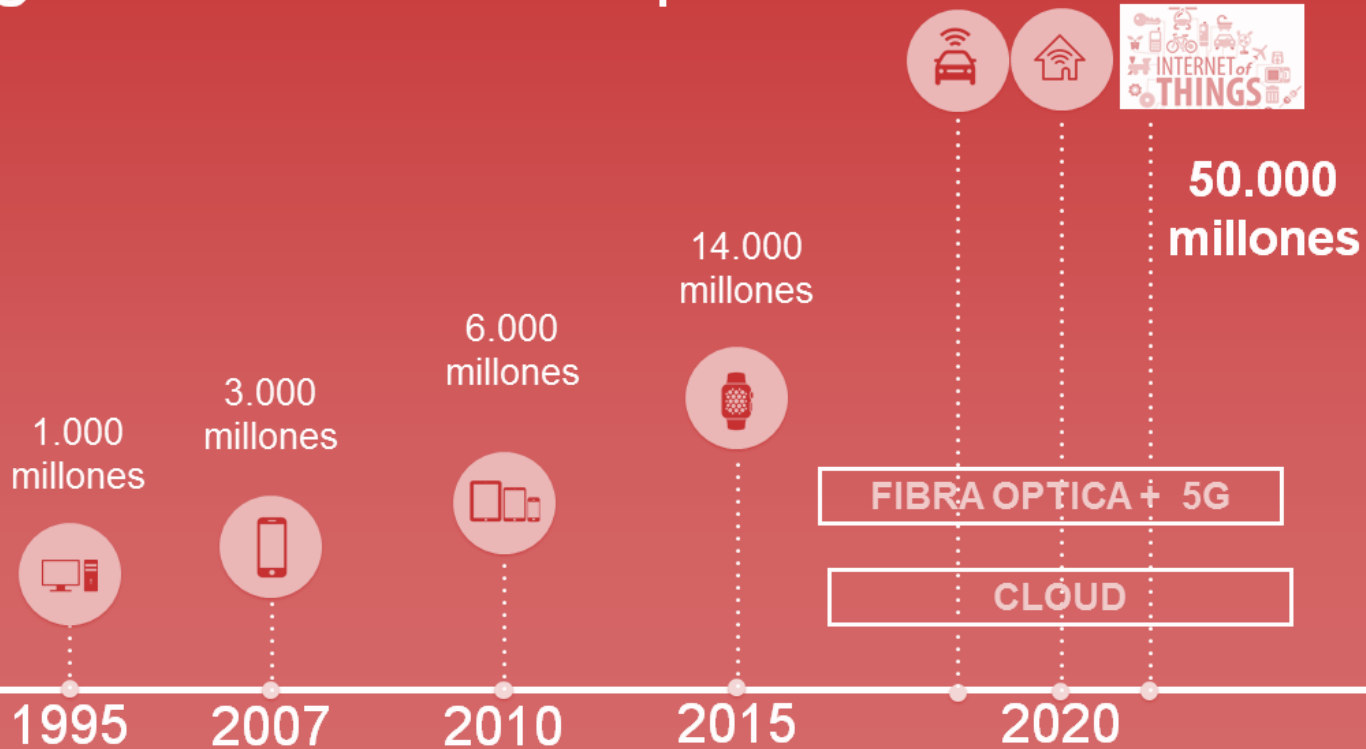 INTERNET of
THINGS
50.000
millones
14.000
millones
6.000
millones
3.000
millones
1.000
millones
FIBRA OPTICA + 5G
CLOUD
1995
2007
2010
2015
2020